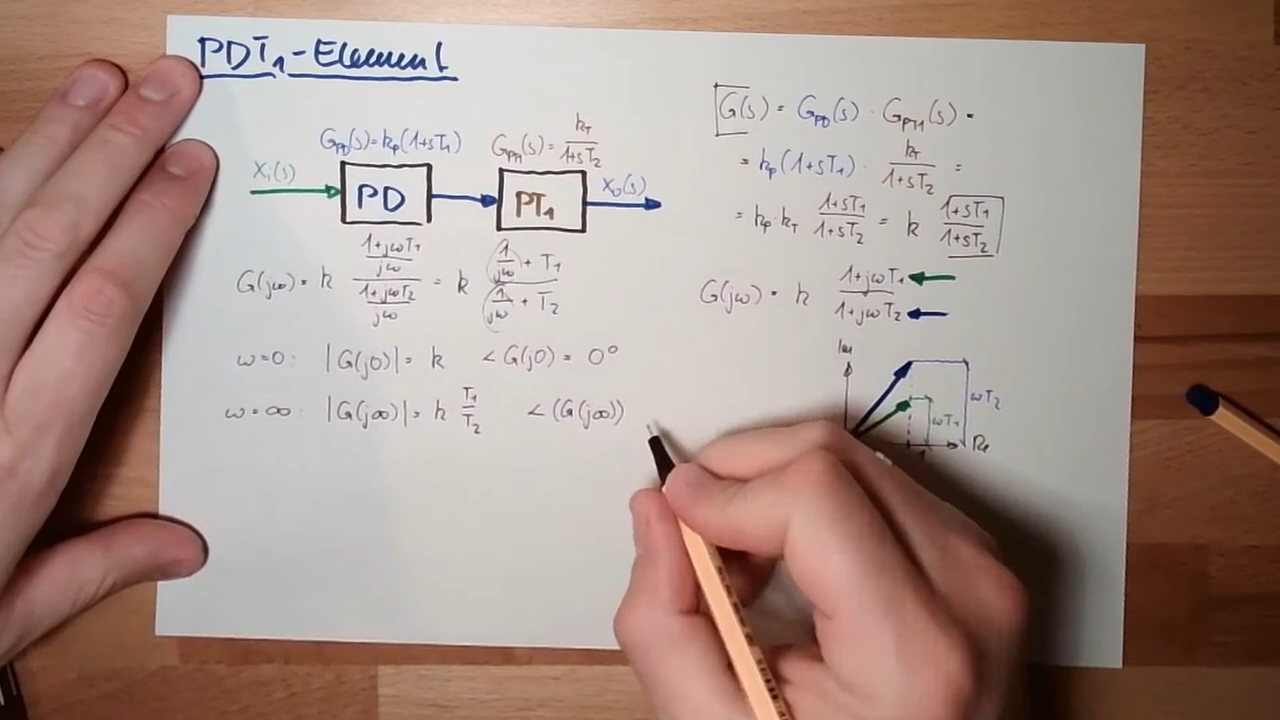 PDT₁-Element
G_PD(s)=k_p(1+sT₁)
G_PT1(s)=k_T/(1+sT₂)
X_i(s)
PD
PT₁
X_o(s)
G(s) = G_PD(s) · G_PT1(s) =
= k_p(1+sT₁) · k_T/(1+sT₂) =
= k_p·k_T (1+sT₁)/(1+sT₂) = k (1+sT₁)/(1+sT₂)
G(jω) = k ((1+jωT₁)/jω)/((1+jωT₂)/jω) = k (1/jω + T₁)/(1/jω + T₂)
G(jω) = k (1+jωT₁)/(1+jωT₂)
ω=0: |G(j0)| = k ∠G(j0) = 0°
ω=∞: |G(j∞)| = k T₁/T₂ ∠(G(j∞))
Im
ωT₂
ωT₁
Re
1